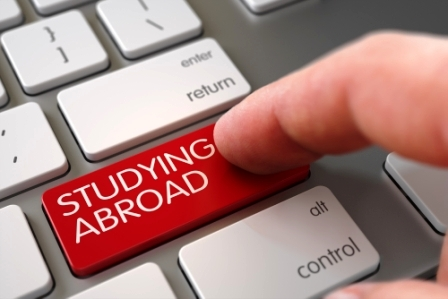 }
]
|
\
enter
return
STUDYING
ABROAD
alt
control